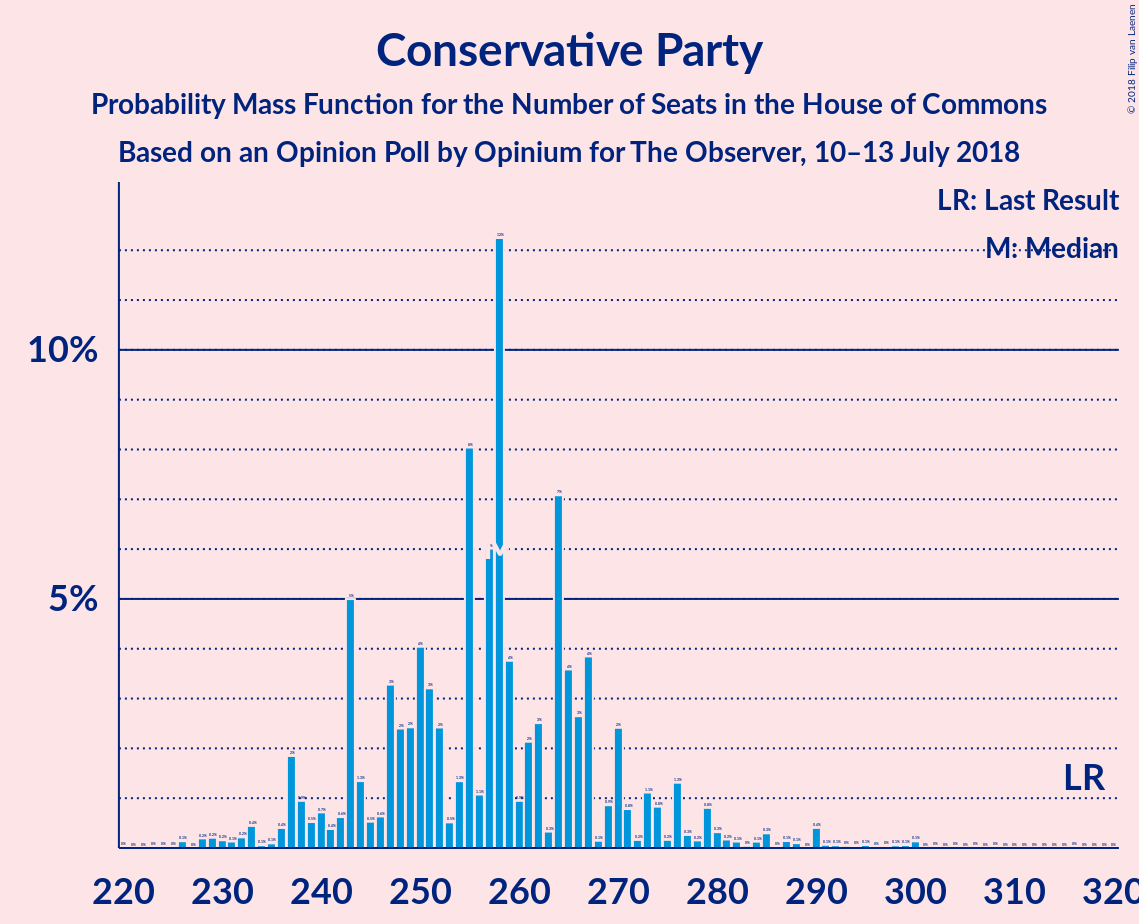 Conservative Party
Probability Mass Function for the Number of Seats in the House of Commons
Based on an Opinion Poll by Opinium for The Observer, 10–13 July 2018
© 2018 Filip van Laenen
LR: Last Result
M: Median
10%
5%
M
LR
220 230 240 250 260 270 280 290 300 310 320